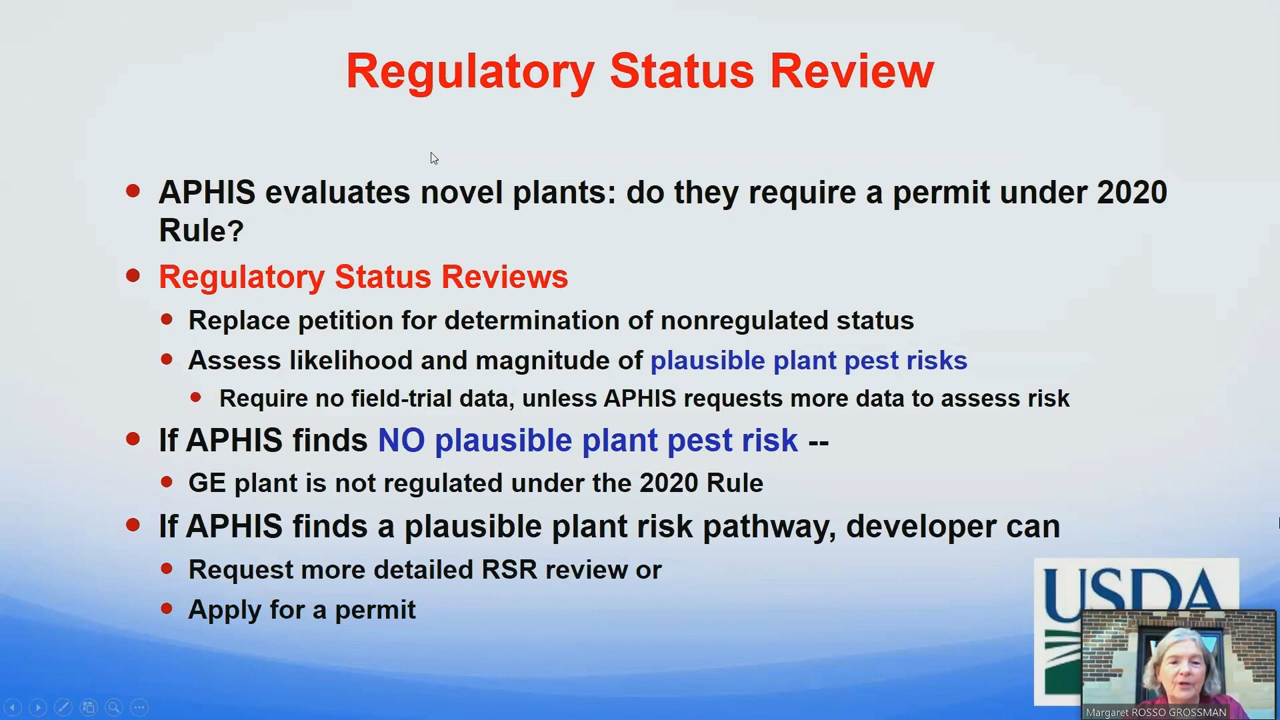 Regulatory Status Review
APHIS evaluates novel plants: do they require a permit under 2020
Rule?
Regulatory Status Reviews
Replace petition for determination of nonregulated status
Assess likelihood and magnitude of plausible plant pest risks
Require no field-trial data, unless APHIS requests more data to assess risk
If APHIS finds NO plausible plant pest risk --
GE plant is not regulated under the 2020 Rule
If APHIS finds a plausible plant risk pathway, developer can
Request more detailed RSR review or
Apply for a permit
USDA
Margaret ROSSO GROSSMAN